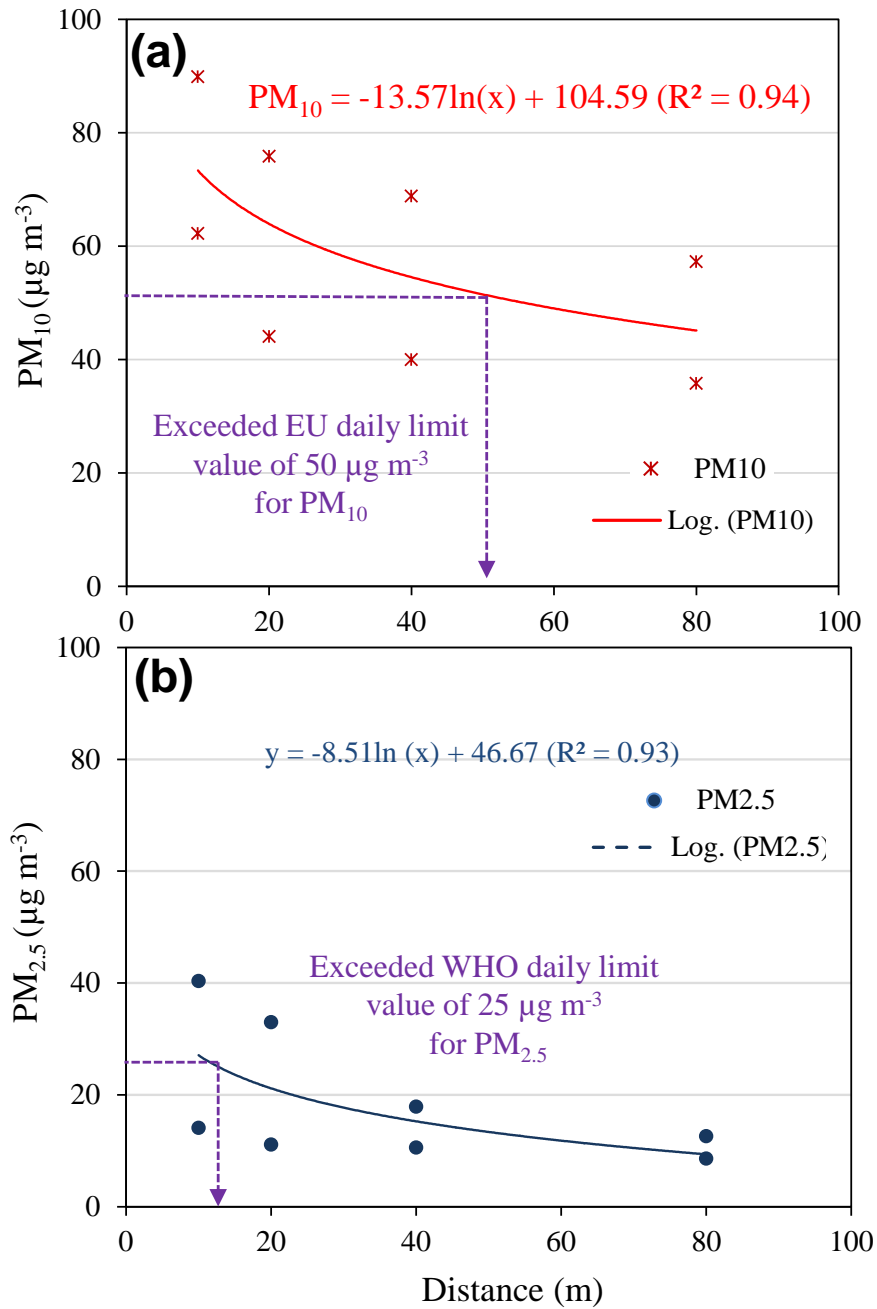 (a)
PM₁₀ = -13.57ln(x) + 104.59 (R² = 0.94)
100
80
60
40
20
0
PM₁₀ (µg m⁻³)
Exceeded EU daily limit
value of 50 µg m⁻³
for PM₁₀
PM10
Log. (PM10)
0 20 40 60 80 100
(b)
y = -8.51ln (x) + 46.67 (R² = 0.93)
100
80
60
40
20
0
PM₂.₅ (µg m⁻³)
PM2.5
Log. (PM2.5)
Exceeded WHO daily limit
value of 25 µg m⁻³
for PM₂.₅
0 20 40 60 80 100
Distance (m)